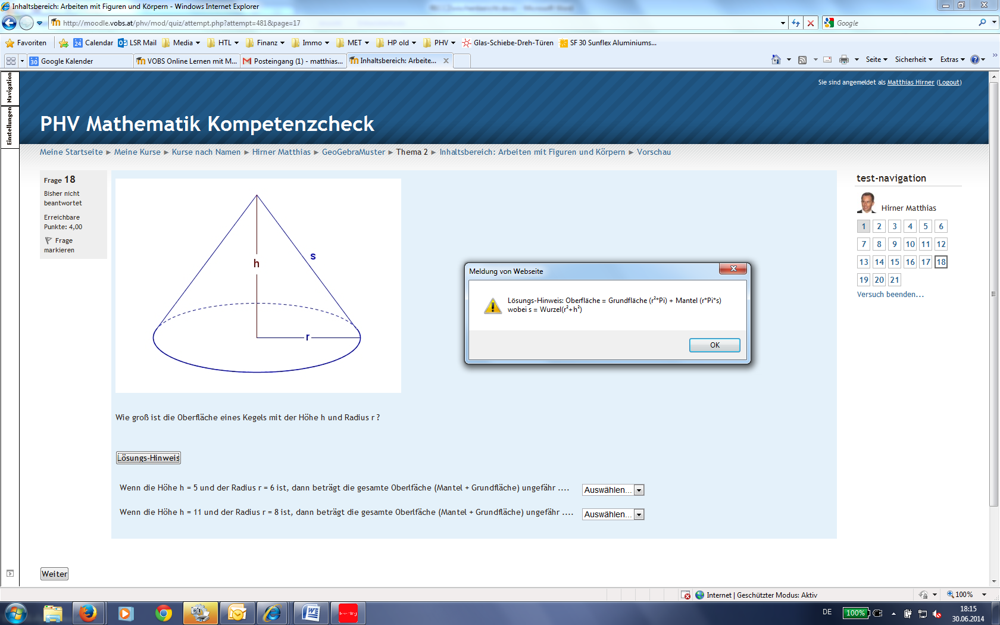 Inhaltsbereich: Arbeiten mit Figuren und Körpern - Windows Internet Explorer
http://moodle.vobs.at/phv/mod/quiz/attempt.php?attempt=481&page=17
Google
Favoriten
24 Calendar
LSR Mail
Media
HTL
Finanz
Immo
MET
HP old
PHV
Glas-Schiebe-Dreh-Türen
SF 30 Sunflex Aluminiums...
30 Google Kalender
VOBS Online Lernen mit M...
Posteingang (1) - matthias...
Inhaltsbereich: Arbeite...
Seite
Sicherheit
Extras
Navigation
Einstellungen
Sie sind angemeldet als Matthias Hirner (Logout)
PHV Mathematik Kompetenzcheck
Meine Startseite ► Meine Kurse ► Kurse nach Namen ► Hirner Matthias ► GeoGebraMuster ► Thema 2 ► Inhaltsbereich: Arbeiten mit Figuren und Körpern ► Vorschau
Frage 18
Bisher nicht
beantwortet
Erreichbare
Punkte: 4,00
Frage
markieren
h
s
r
Meldung von Webseite
Lösungs-Hinweis: Oberfläche = Grundfläche (r²*Pi) + Mantel (r*Pi*s)
wobei s = Wurzel(r²+h²)
OK
test-navigation
Hirner Matthias
1 2 3 4 5 6
7 8 9 10 11 12
13 14 15 16 17 18
19 20 21
Versuch beenden...
Wie groß ist die Oberfläche eines Kegels mit der Höhe h und Radius r ?
Lösungs-Hinweis
Wenn die Höhe h = 5 und der Radius r = 6 ist, dann beträgt die gesamte Oberlfäche (Mantel + Grundfläche) ungefähr .... Auswählen...
Wenn die Höhe h = 11 und der Radius r = 8 ist, dann beträgt die gesamte Oberlfäche (Mantel + Grundfläche) ungefähr .... Auswählen...
Weiter
Internet | Geschützter Modus: Aktiv
100%
DE
100%
18:15
30.06.2014